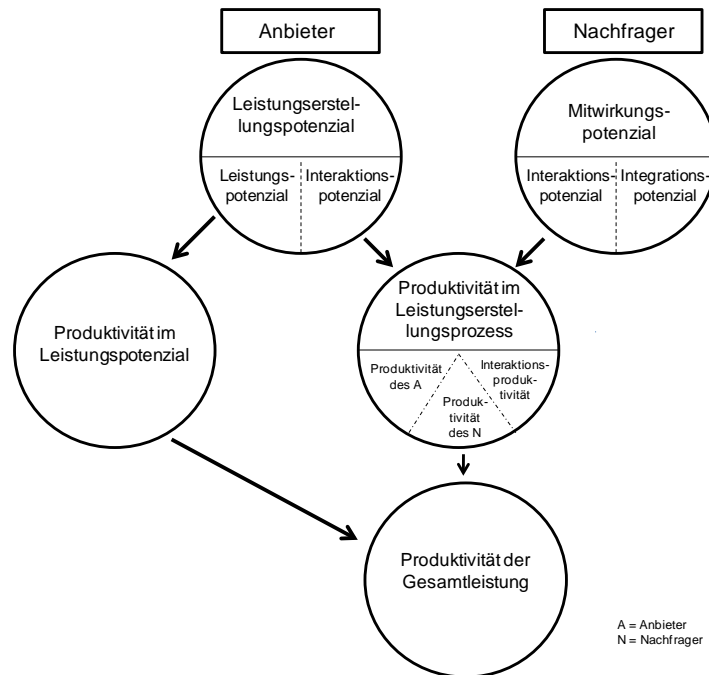 Anbieter
Nachfrager
Leistungserstel-
lungspotenzial
Leistungs-
potenzial
Interaktions-
potenzial
Mitwirkungs-
potenzial
Interaktions-
potenzial
Integrations-
potenzial
Produktivität im
Leistungspotenzial
Produktivität im
Leistungserstel-
lungsprozess
Produktivität
des A
Produk-
tivität
des N
Interaktions-
produk-
tivität
Produktivität der
Gesamtleistung
A = Anbieter
N = Nachfrager